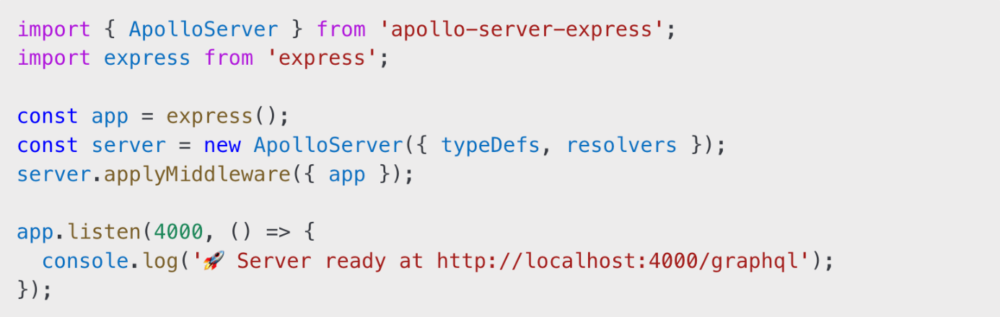 import { ApolloServer } from 'apollo-server-express';
import express from 'express';

const app = express();
const server = new ApolloServer({ typeDefs, resolvers });
server.applyMiddleware({ app });

app.listen(4000, () => {
  console.log('🚀 Server ready at http://localhost:4000/graphql');
});